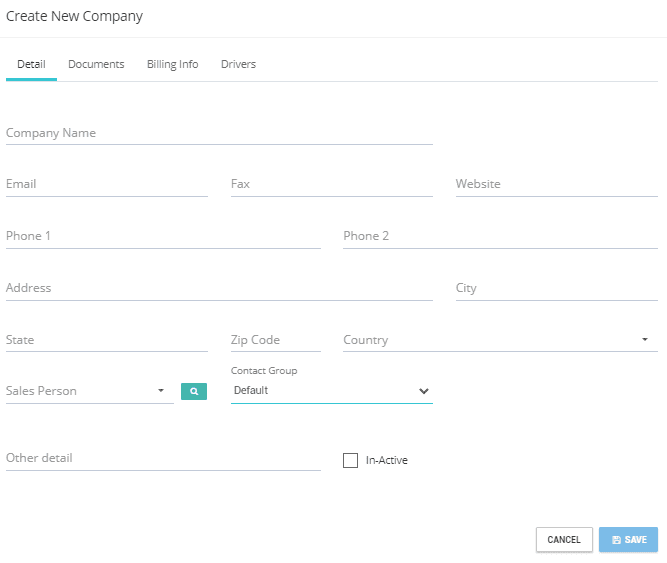 Create New Company
Detail Documents Billing Info Drivers
Company Name
Email Fax Website
Phone 1 Phone 2
Address City
State Zip Code Country
Contact Group
Sales Person Default
Other detail In-Active
CANCEL SAVE